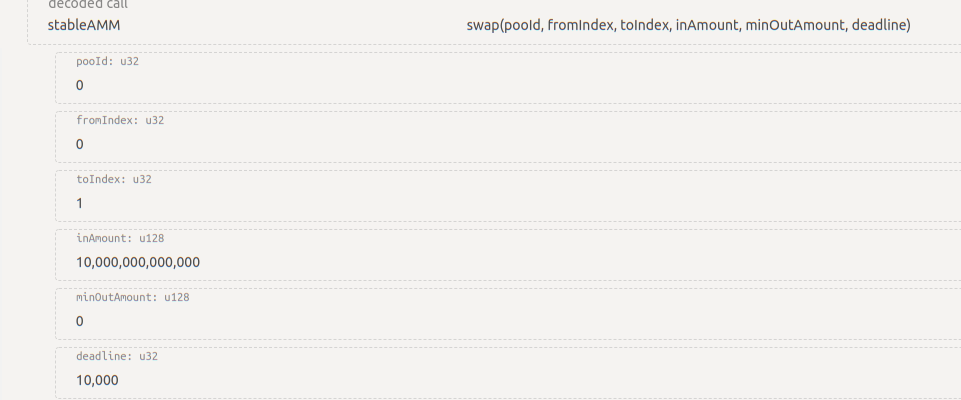 decoded call
stableAMM swap(pooId, fromIndex, toIndex, inAmount, minOutAmount, deadline)
pooId: u32
0
fromIndex: u32
0
toIndex: u32
1
inAmount: u128
10,000,000,000,000
minOutAmount: u128
0
deadline: u32
10,000